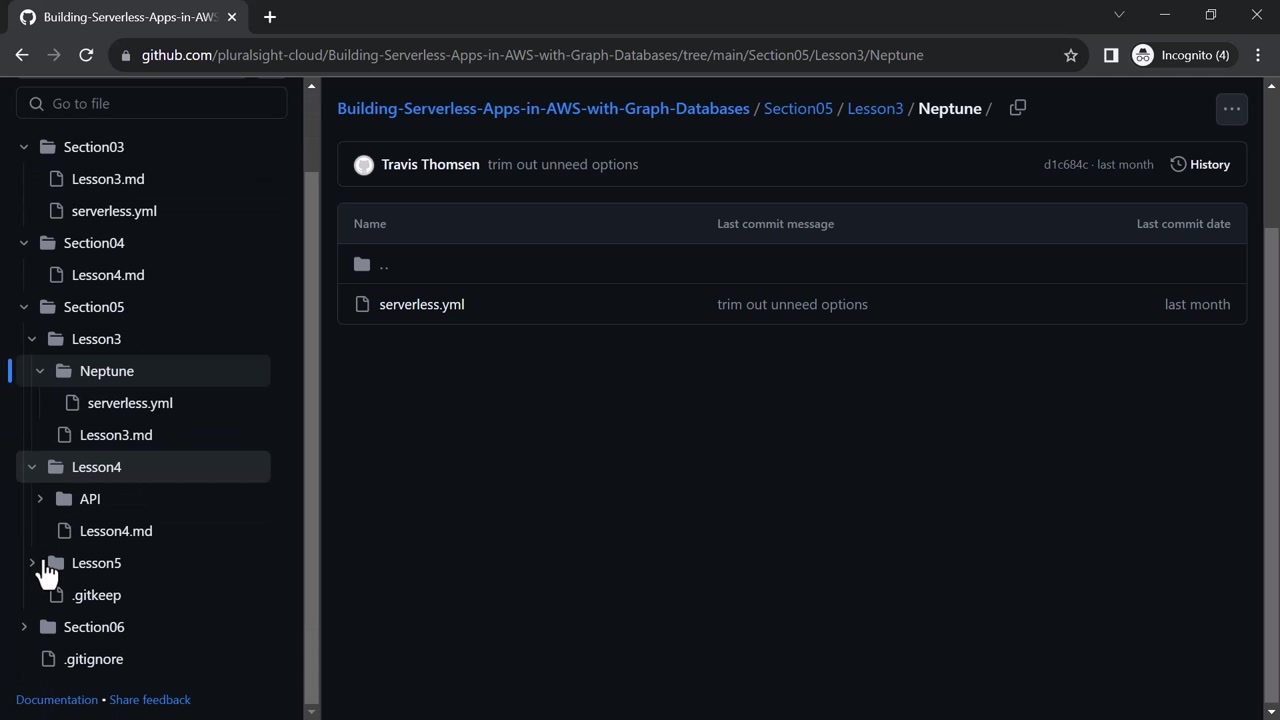 Building-Serverless-Apps-in-AWS
github.com/pluralsight-cloud/Building-Serverless-Apps-in-AWS-with-Graph-Databases/tree/main/Section05/Lesson3/Neptune
Incognito (4)
Go to file
Section03
Lesson3.md
serverless.yml
Section04
Lesson4.md
Section05
Lesson3
Neptune
serverless.yml
Lesson3.md
Lesson4
API
Lesson4.md
Lesson5
.gitkeep
Section06
.gitignore
Documentation • Share feedback
Building-Serverless-Apps-in-AWS-with-Graph-Databases / Section05 / Lesson3 / Neptune /
Travis Thomsen trim out unneed options d1c684c · last month History
Name Last commit message Last commit date
..
serverless.yml trim out unneed options last month